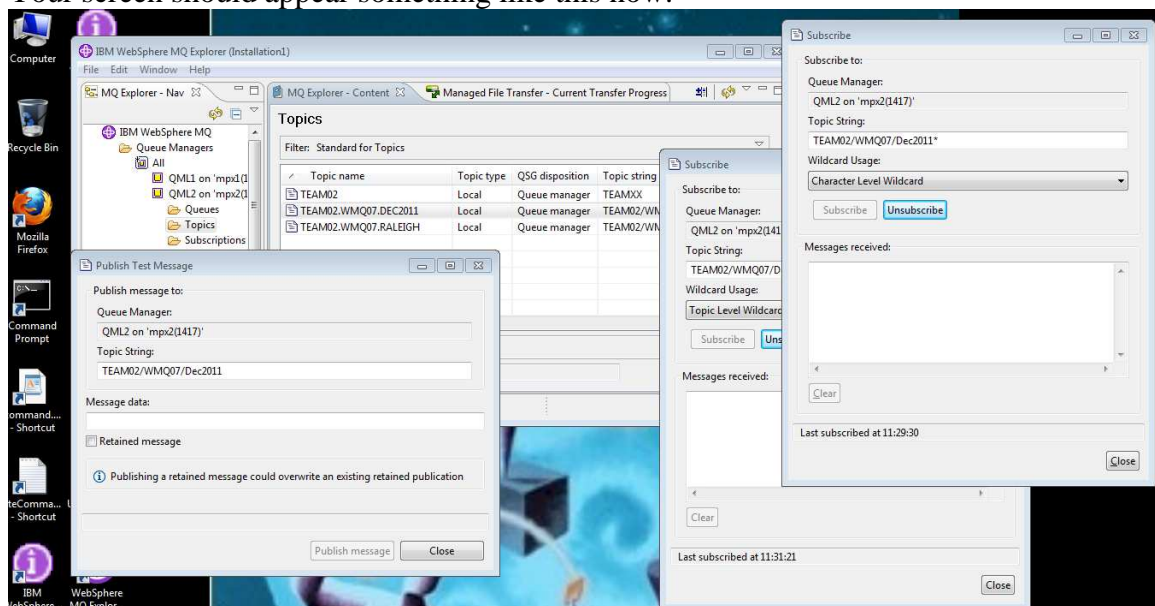 Your screen should appear something like this now.
Computer
Recycle Bin
Mozilla
Firefox
Command
Prompt
ommand....
- Shortcut
teComma...
- Shortcut
IBM
WebSphere
IBM WebSphere MQ Explorer (Installation1)
File Edit Window Help
MQ Explorer - Nav
IBM WebSphere MQ
Queue Managers
All
QML1 on 'mpx1(1
QML2 on 'mpx2(1
Queues
Topics
Subscriptions
MQ Explorer - Content
Managed File Transfer - Current Transfer Progress
Topics
Filter: Standard for Topics
Topic name Topic type QSG disposition Topic string
TEAM02 Local Queue manager TEAMXX
TEAM02.WMQ07.DEC2011 Local Queue manager TEAM02/WM
TEAM02.WMQ07.RALEIGH Local Queue manager TEAM02/WM
Publish Test Message
Publish message to:
Queue Manager:
QML2 on 'mpx2(1417)'
Topic String:
TEAM02/WMQ07/Dec2011
Message data:
Retained message
Publishing a retained message could overwrite an existing retained publication
Publish message Close
Subscribe
Subscribe to:
Queue Manager:
QML2 on 'mpx2(141
Topic String:
TEAM02/WMQ07/D
Wildcard Usage:
Topic Level Wildcard
Subscribe Uns
Messages received:
Clear
Last subscribed at 11:31:21
Close
Subscribe
Subscribe to:
Queue Manager:
QML2 on 'mpx2(1417)'
Topic String:
TEAM02/WMQ07/Dec2011*
Wildcard Usage:
Character Level Wildcard
Subscribe Unsubscribe
Messages received:
Clear
Last subscribed at 11:29:30
Close